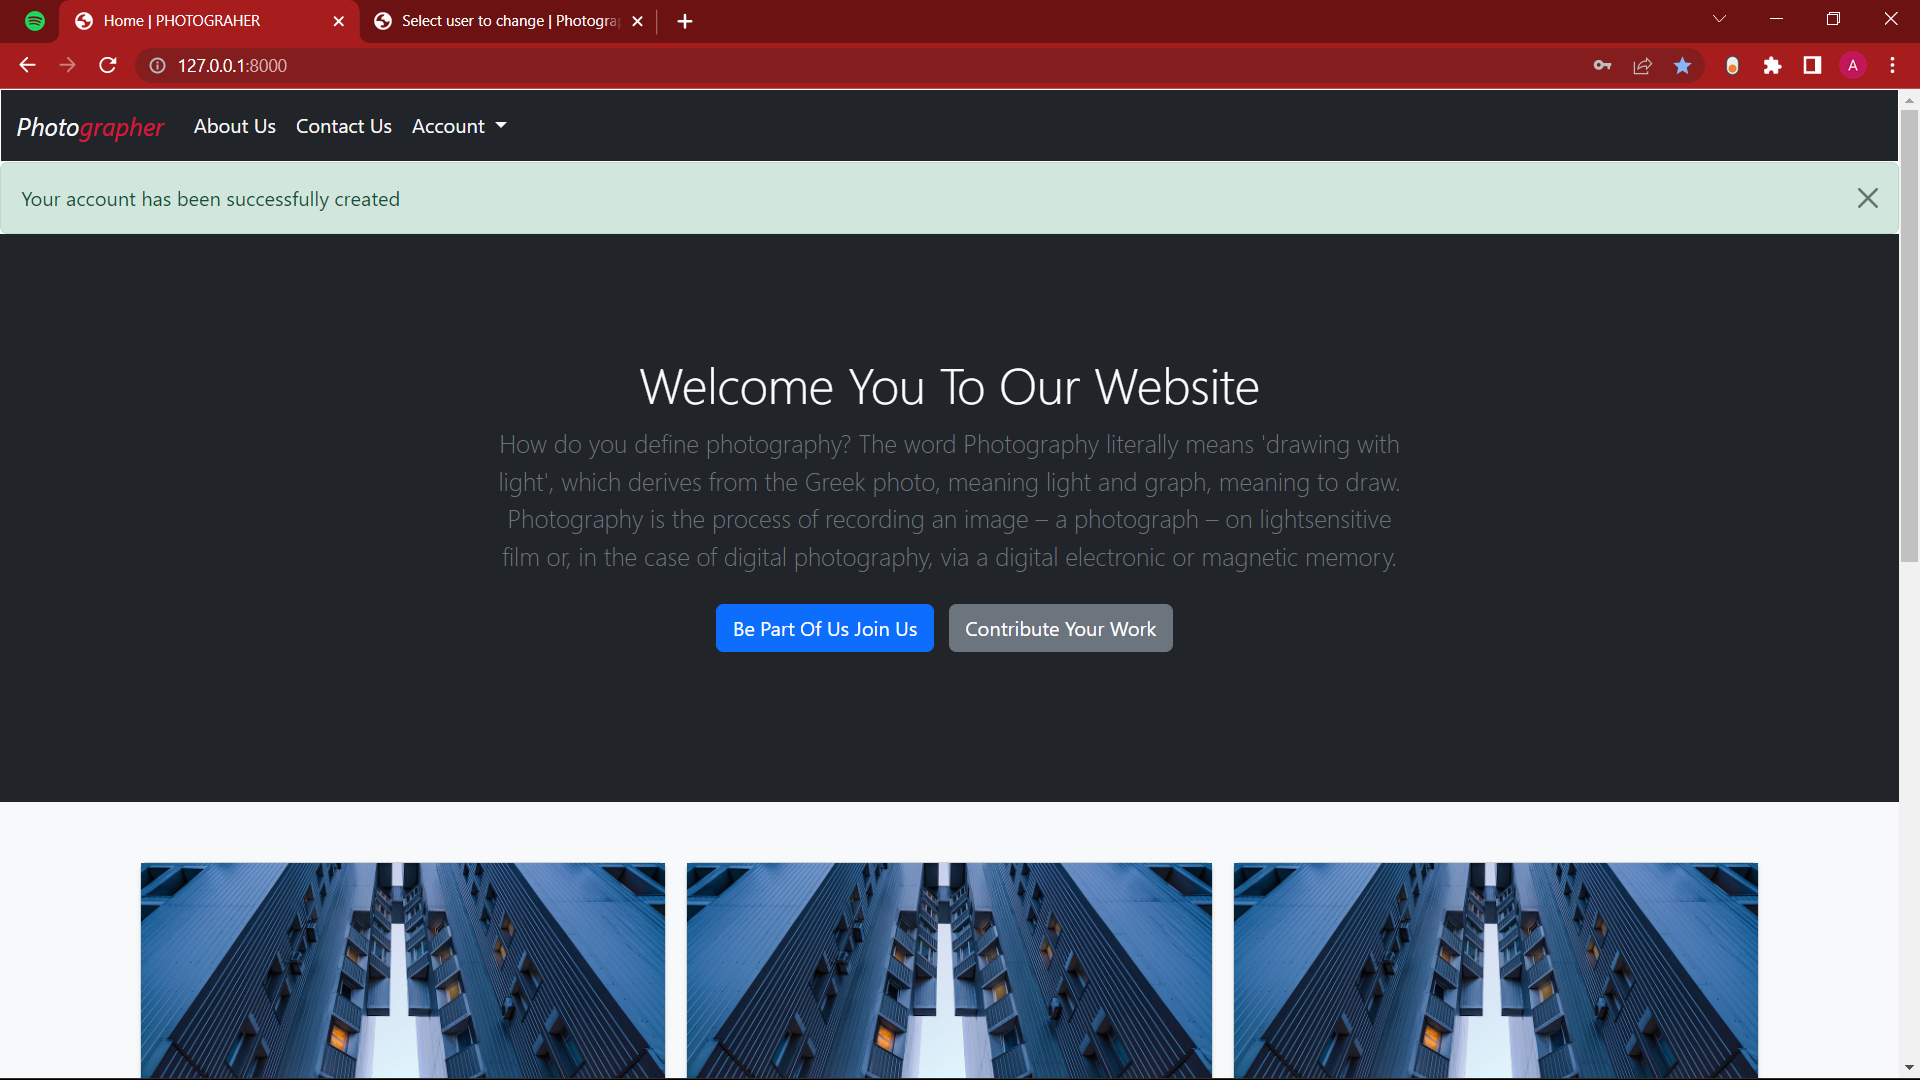 Home | PHOTOGRAHER
Select user to change | Photogra
127.0.0.1:8000
A
Photographer
About Us
Contact Us
Account
Your account has been successfully created
Welcome You To Our Website
How do you define photography? The word Photography literally means 'drawing with
light', which derives from the Greek photo, meaning light and graph, meaning to draw.
Photography is the process of recording an image – a photograph – on lightsensitive
film or, in the case of digital photography, via a digital electronic or magnetic memory.
Be Part Of Us Join Us
Contribute Your Work